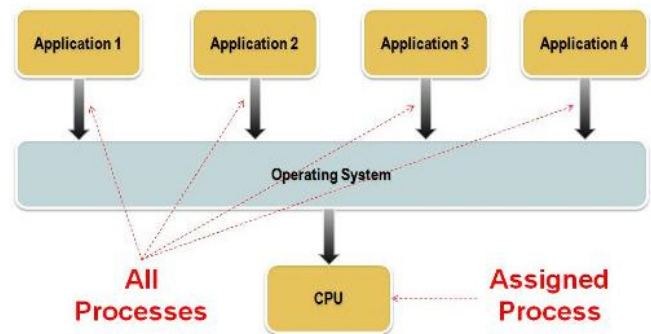 Application 1
Application 2
Application 3
Application 4
Operating System
All
Processes
CPU
Assigned
Process